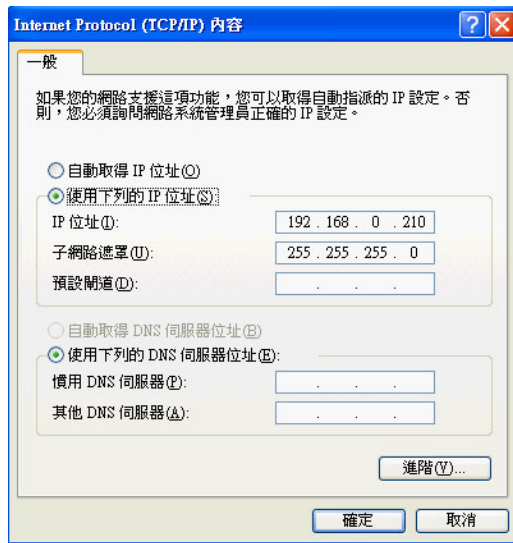 Internet Protocol (TCP/IP) 內容
一般
如果您的網路支援這項功能，您可以取得自動指派的 IP 設定。否
則，您必須詢問網路系統管理員正確的 IP 設定。
自動取得 IP 位址(O)
使用下列的 IP 位址(S):
IP 位址(I): 192 . 168 . 0 . 210
子網路遮罩(U): 255 . 255 . 255 . 0
預設閘道(D): . . .
自動取得 DNS 伺服器位址(B)
使用下列的 DNS 伺服器位址(E):
慣用 DNS 伺服器(P): . . .
其他 DNS 伺服器(A): . . .
進階(V)...
確定 取消